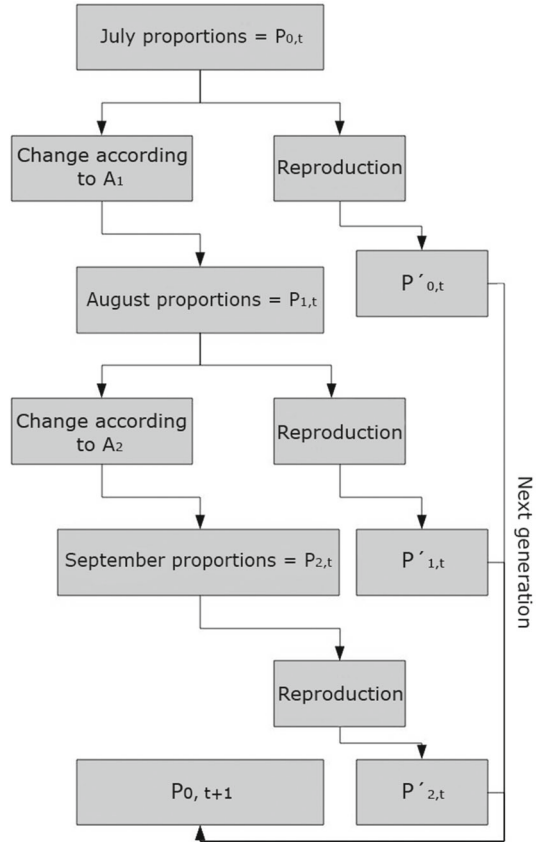 July proportions = P₀,t
Change according
to A₁
Reproduction
P´₀,t
August proportions = P₁,t
Change according
to A₂
Reproduction
Next generation
September proportions = P₂,t
P´₁,t
Reproduction
P0, t+1
P´₂,t